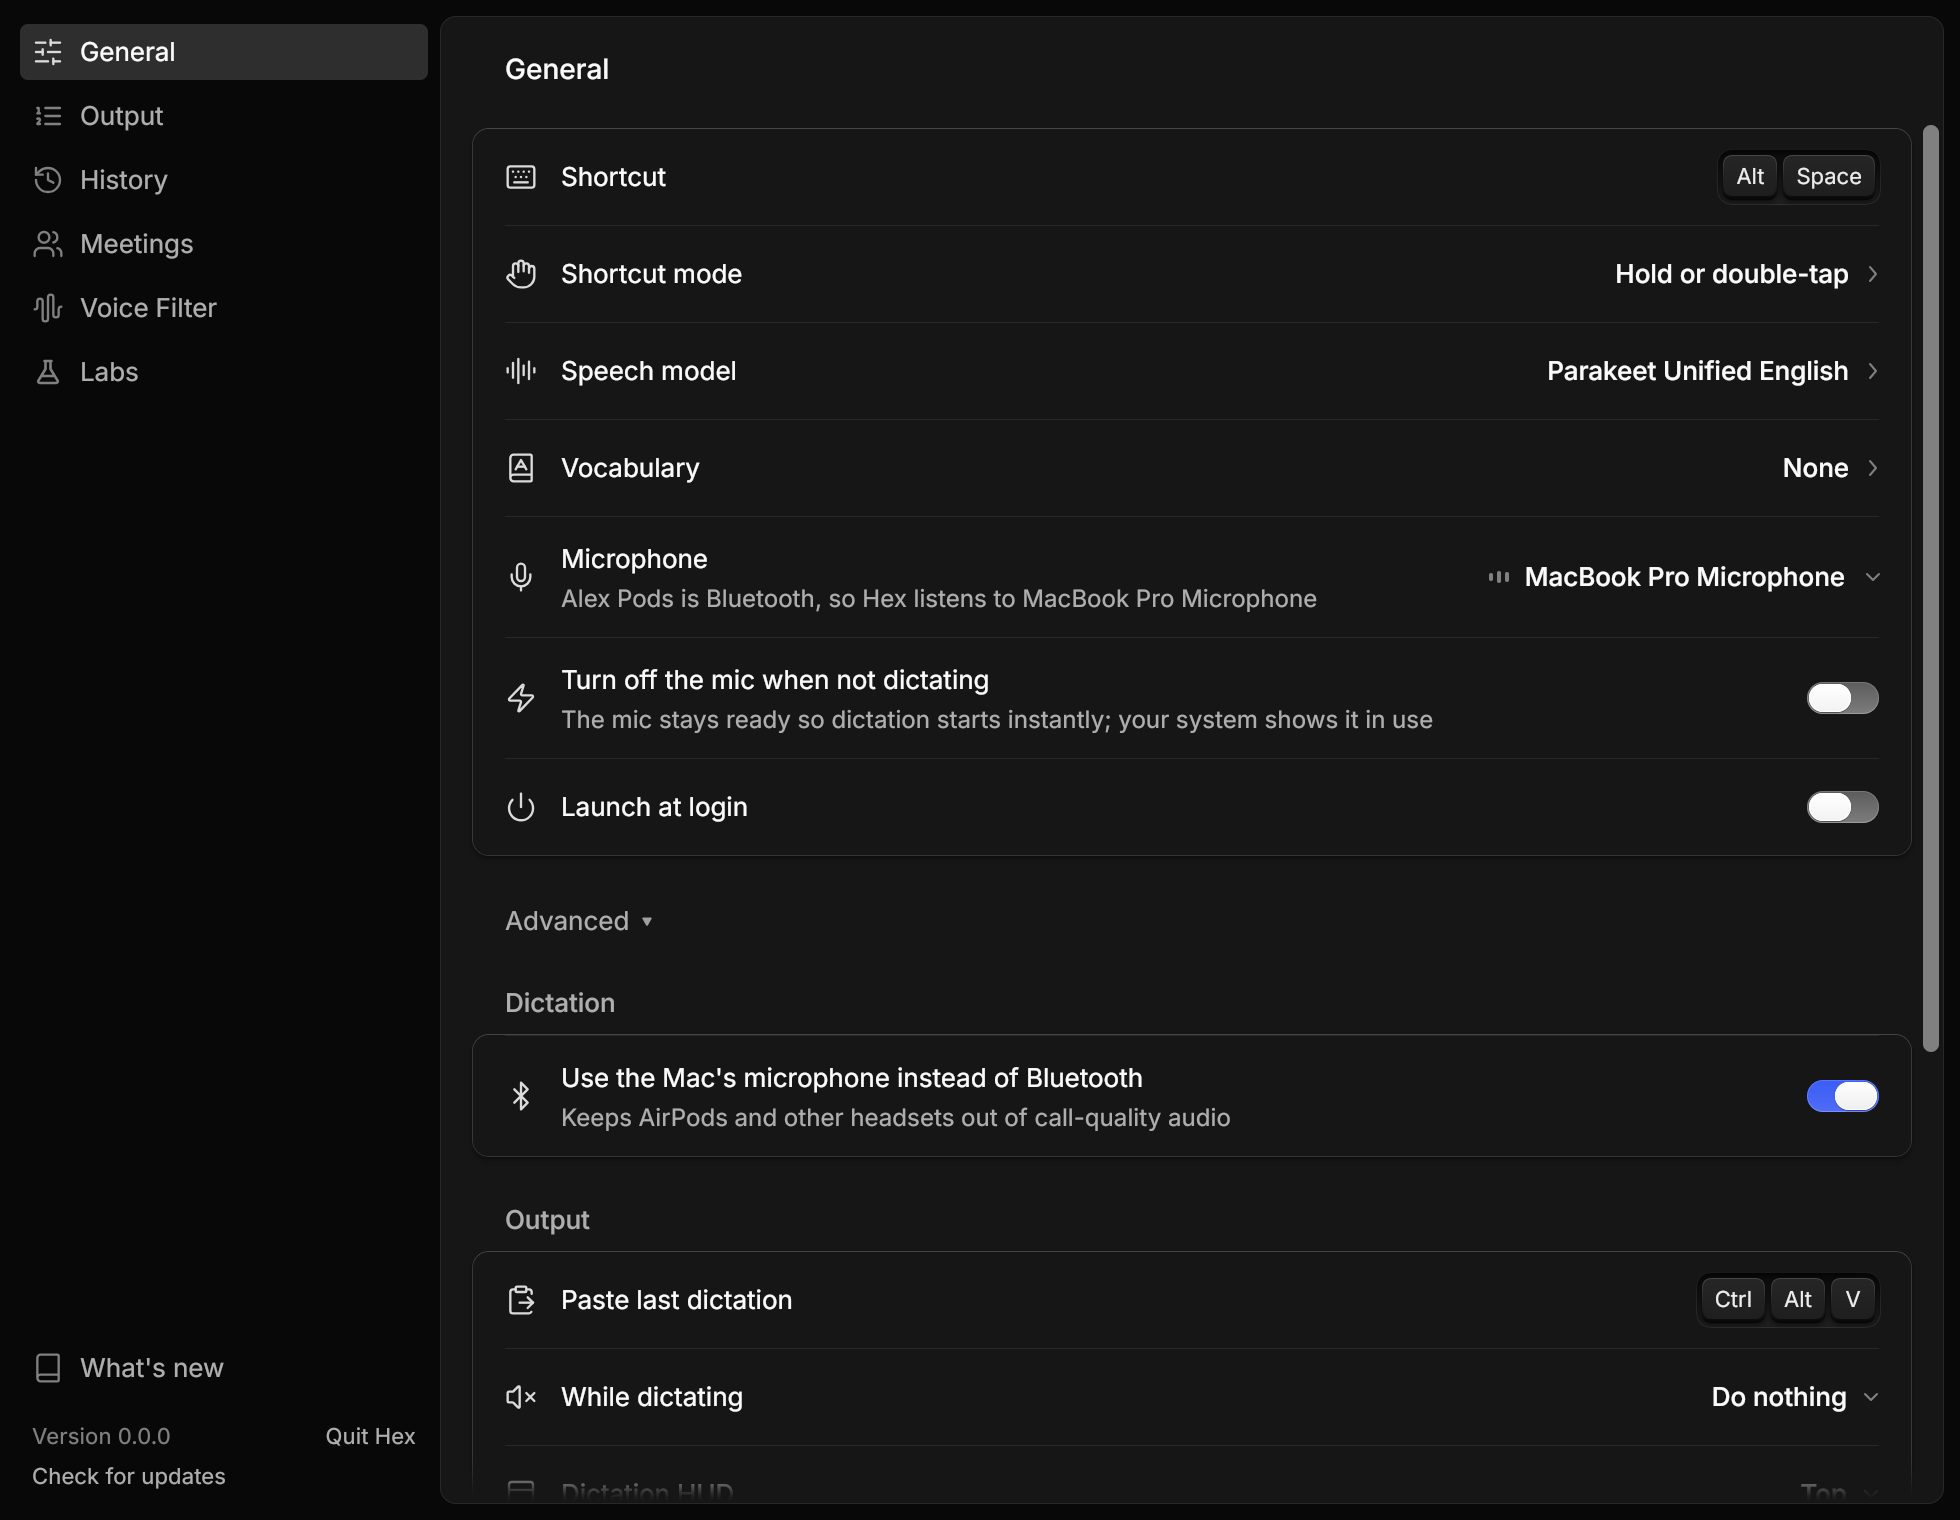 General
Output
History
Meetings
Voice Filter
Labs
What's new
Version 0.0.0
Quit Hex
Check for updates
General
Shortcut
Alt Space
Shortcut mode
Hold or double-tap
Speech model
Parakeet Unified English
Vocabulary
None
Microphone
Alex Pods is Bluetooth, so Hex listens to MacBook Pro Microphone
MacBook Pro Microphone
Turn off the mic when not dictating
The mic stays ready so dictation starts instantly; your system shows it in use
Launch at login
Advanced
Dictation
Use the Mac's microphone instead of Bluetooth
Keeps AirPods and other headsets out of call-quality audio
Output
Paste last dictation
Ctrl Alt V
While dictating
Do nothing
Dictation HUD
Top